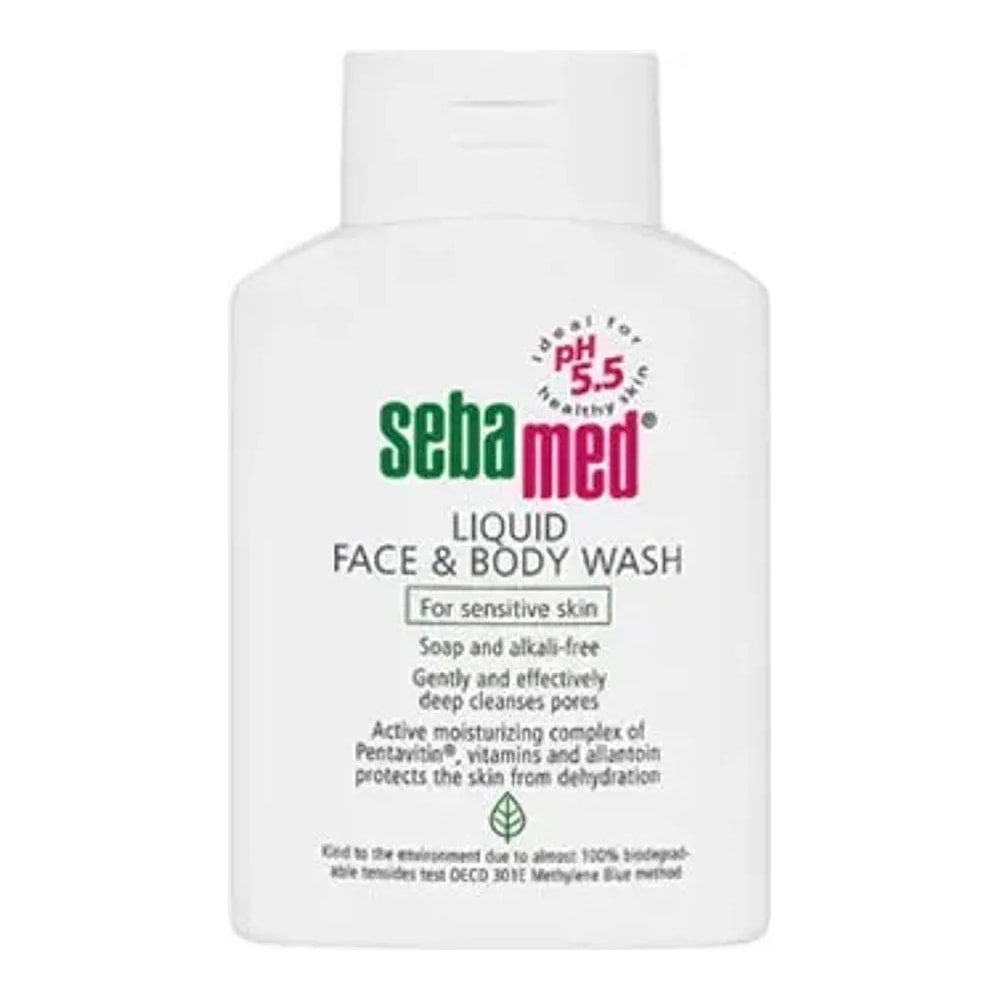 ideal for
pH
5.5
healthy skin
sebamed®
LIQUID
FACE & BODY WASH
For sensitive skin
Soap and alkali-free
Gently and effectively
deep cleanses pores
Active moisturizing complex of
Pentavitin®, vitamins and allantoin
protects the skin from dehydration
Kind to the environment due to almost 100% biodegrad-
able tensides test OECD 301E Methylene Blue method